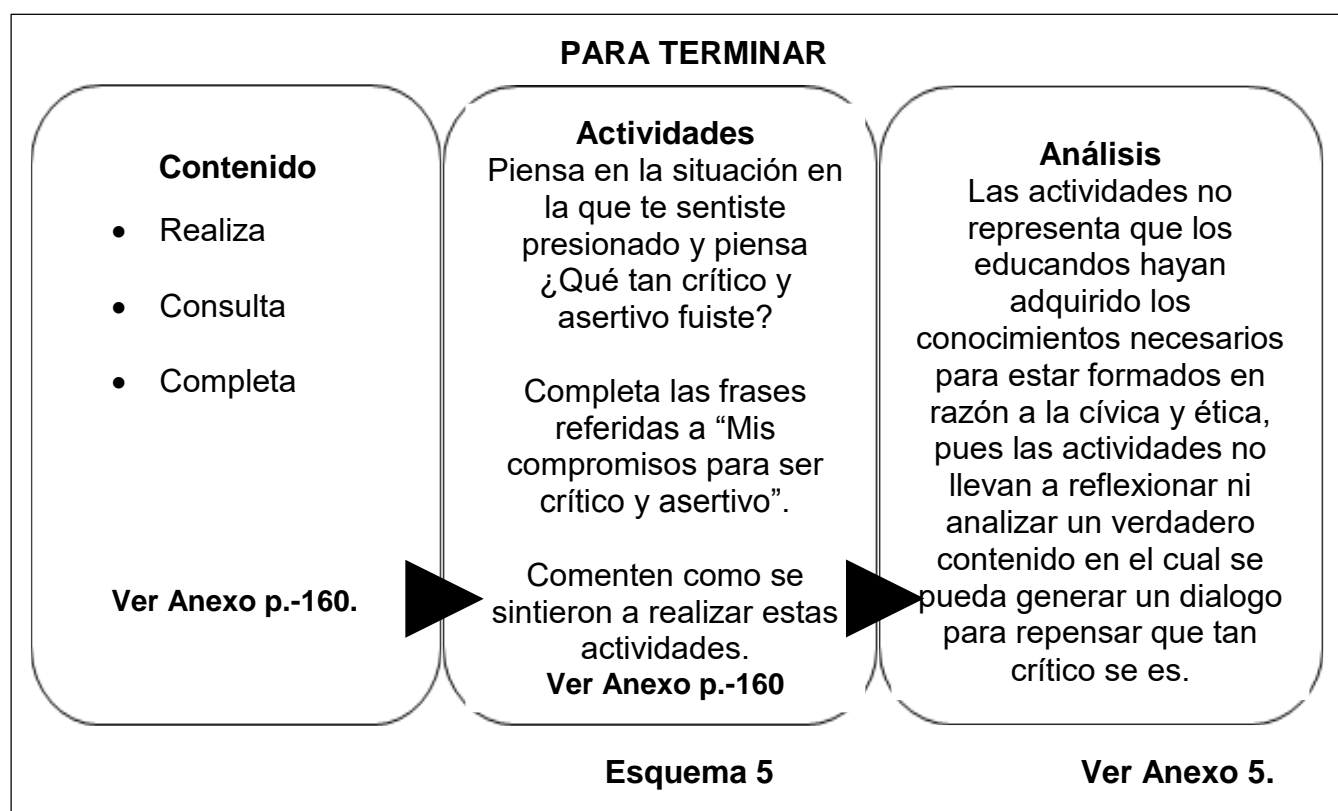 PARA TERMINAR
Contenido
• Realiza
• Consulta
• Completa
Ver Anexo p.-160.
Actividades
Piensa en la situación en
la que te sentiste
presionado y piensa
¿Qué tan crítico y
asertivo fuiste?
Completa las frases
referidas a “Mis
compromisos para ser
crítico y asertivo”.
Comenten como se
sintieron a realizar estas
actividades.
Ver Anexo p.-160
Análisis
Las actividades no
representa que los
educandos hayan
adquirido los
conocimientos necesarios
para estar formados en
razón a la cívica y ética,
pues las actividades no
llevan a reflexionar ni
analizar un verdadero
contenido en el cual se
pueda generar un dialogo
para repensar que tan
crítico se es.
Esquema 5
Ver Anexo 5.